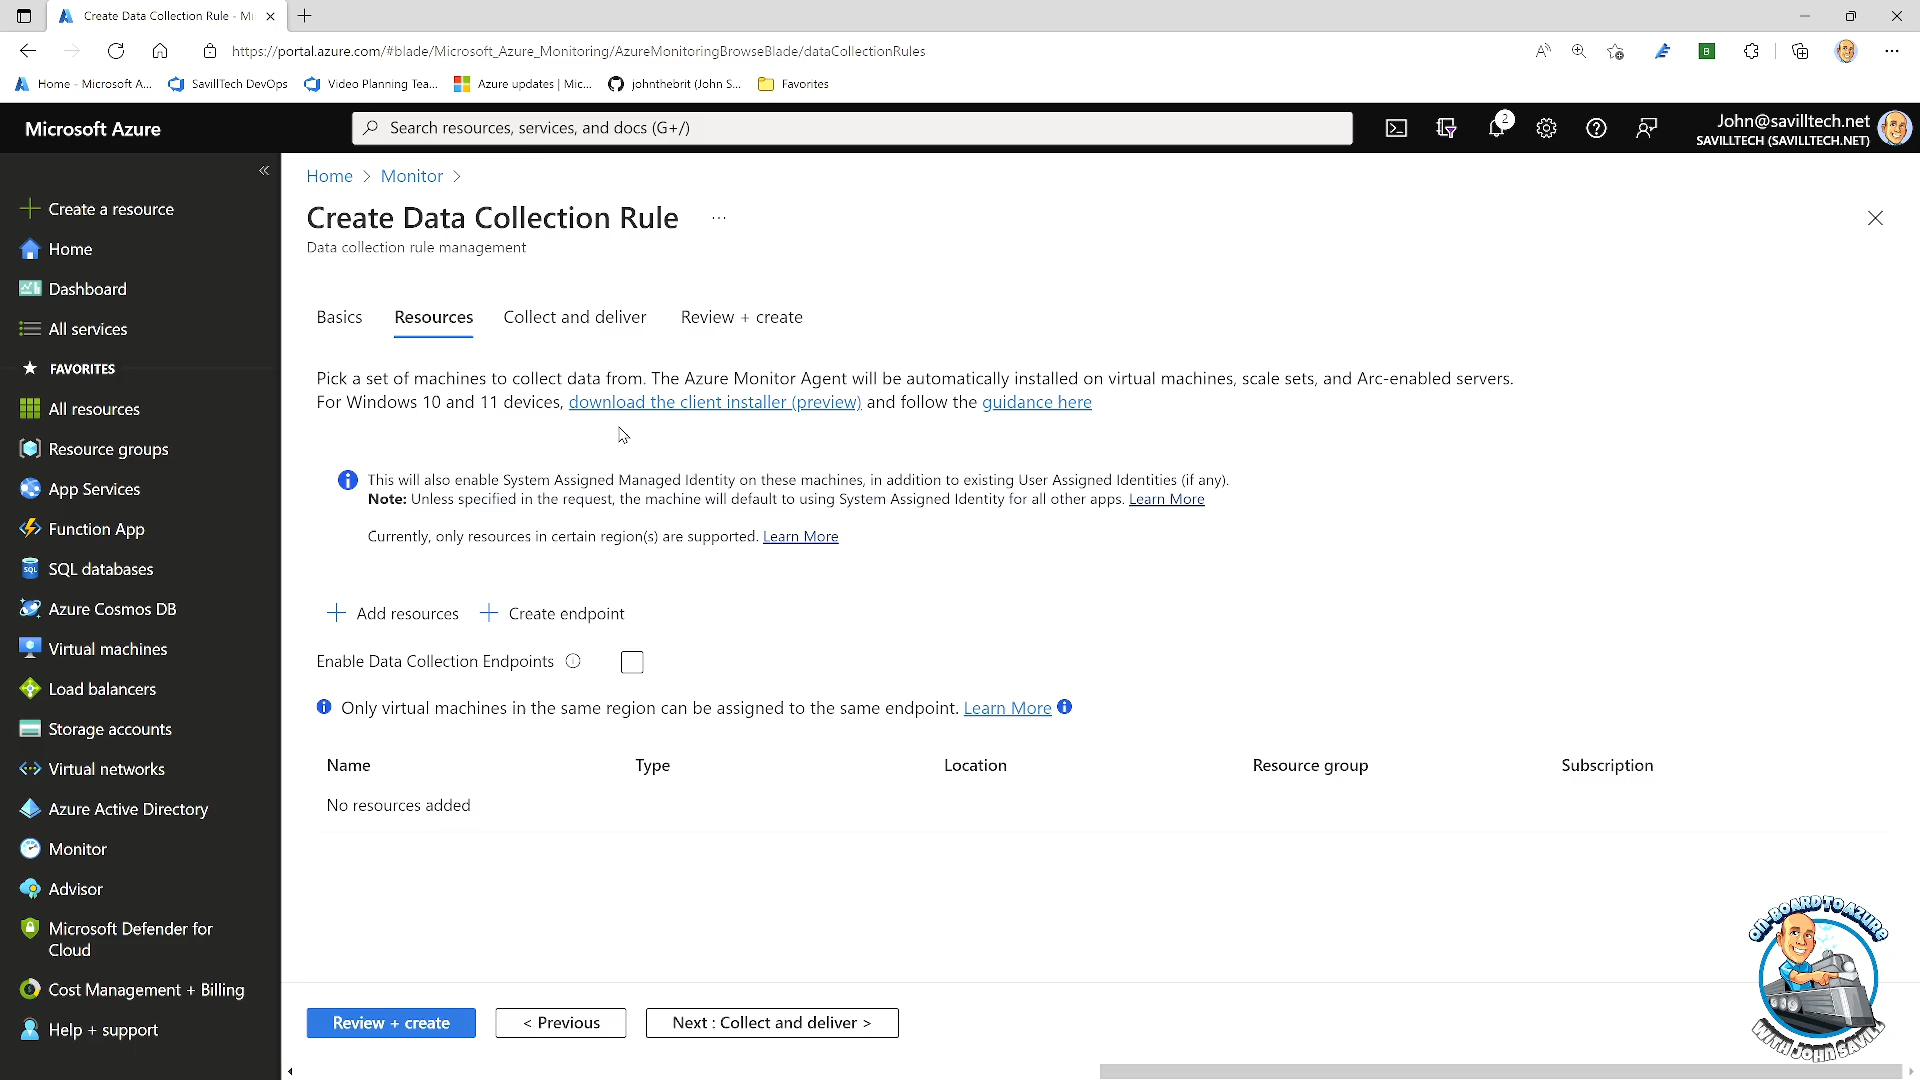 Create Data Collection Rule - Mi
https://portal.azure.com/#blade/Microsoft_Azure_Monitoring/AzureMonitoringBrowseBlade/dataCollectionRules
Home - Microsoft A...
SavillTech DevOps
Video Planning Tea...
Azure updates | Mic...
johnthebrit (John S...
Favorites
Microsoft Azure
Search resources, services, and docs (G+/)
2
John@savilltech.net
SAVILLTECH (SAVILLTECH.NET)
Create a resource
Home
Dashboard
All services
FAVORITES
All resources
Resource groups
App Services
Function App
SQL databases
Azure Cosmos DB
Virtual machines
Load balancers
Storage accounts
Virtual networks
Azure Active Directory
Monitor
Advisor
Microsoft Defender for
Cloud
Cost Management + Billing
Help + support
Home > Monitor >
Create Data Collection Rule ...
Data collection rule management
Basics
Resources
Collect and deliver
Review + create
Pick a set of machines to collect data from. The Azure Monitor Agent will be automatically installed on virtual machines, scale sets, and Arc-enabled servers.
For Windows 10 and 11 devices, download the client installer (preview) and follow the guidance here
This will also enable System Assigned Managed Identity on these machines, in addition to existing User Assigned Identities (if any).
Note: Unless specified in the request, the machine will default to using System Assigned Identity for all other apps. Learn More
Currently, only resources in certain region(s) are supported. Learn More
Add resources
Create endpoint
Enable Data Collection Endpoints
Only virtual machines in the same region can be assigned to the same endpoint. Learn More
Name
Type
Location
Resource group
Subscription
No resources added
Review + create
< Previous
Next : Collect and deliver >
ON-BOARD TO AZURE
WITH JOHN SAVILL